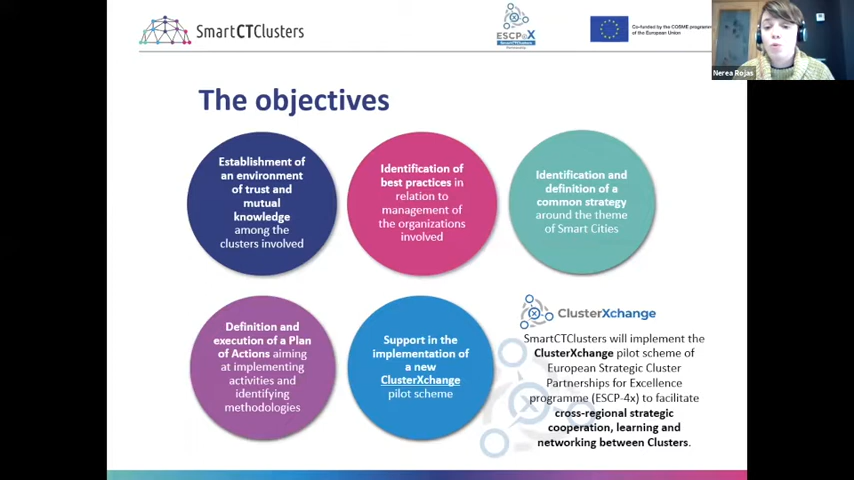 SmartCTClusters
ESCP4X
Co-funded by the COSME programme
of the European Union
Nerea Rojas
The objectives
Establishment of
an environment
of trust and
mutual
knowledge
among the
clusters involved
Identification of
best practices in
relation to
management of
the organizations
involved
Identification and
definition of a
common strategy
around the theme
of Smart Cities
Definition and
execution of a Plan
of Actions aiming
at implementing
activities and
identifying
methodologies
Support in the
implementation of
a new
ClusterXchange
pilot scheme
ClusterXchange
SmartCTClusters will implement the
ClusterXchange pilot scheme of
European Strategic Cluster
Partnerships for Excellence
programme (ESCP-4x) to facilitate
cross-regional strategic
cooperation, learning and
networking between Clusters.